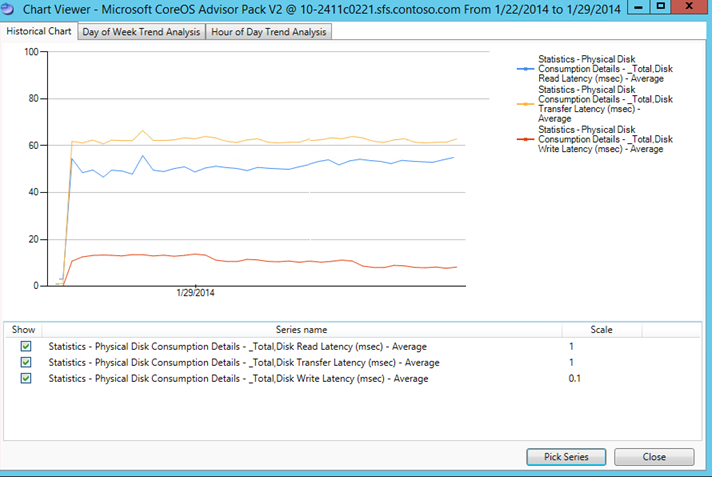 Chart Viewer - Microsoft CoreOS Advisor Pack V2 @ 10-2411c0221.sfs.contoso.com From 1/22/2014 to 1/29/2014
Historical Chart Day of Week Trend Analysis Hour of Day Trend Analysis
100
80
60
40
20
0
1/29/2014
Statistics - Physical Disk
Consumption Details - _Total,Disk
Read Latency (msec) - Average
Statistics - Physical Disk
Consumption Details - _Total,Disk
Transfer Latency (msec) -
Average
Statistics - Physical Disk
Consumption Details - _Total,Disk
Write Latency (msec) - Average
Show Series name Scale
Statistics - Physical Disk Consumption Details - _Total,Disk Read Latency (msec) - Average 1
Statistics - Physical Disk Consumption Details - _Total,Disk Transfer Latency (msec) - Average 1
Statistics - Physical Disk Consumption Details - _Total,Disk Write Latency (msec) - Average 0.1
Pick Series Close